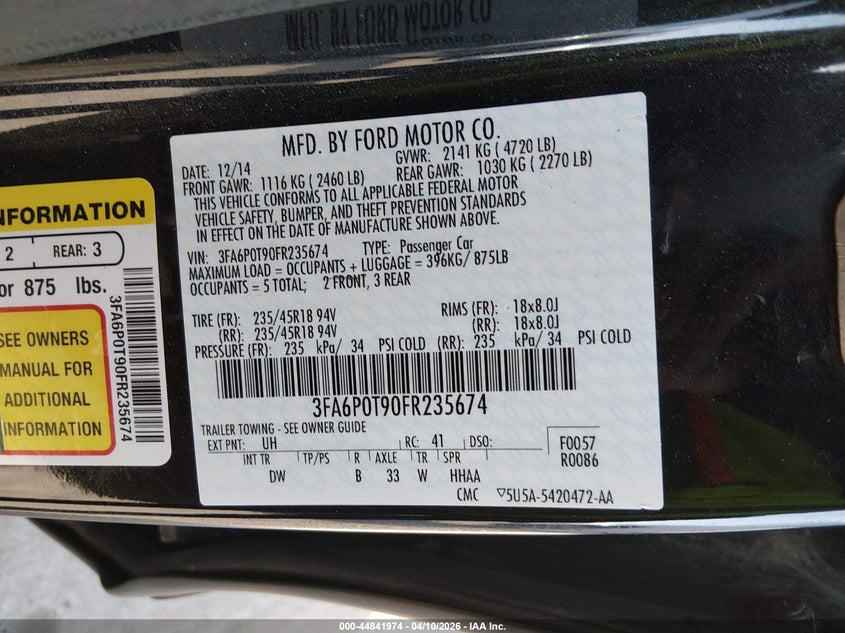 MFD. BY FORD MOTOR CO.
DATE: 12/14 GVWR: 2141 KG ( 4720 LB)
FRONT GAWR: 1116 KG ( 2460 LB) REAR GAWR: 1030 KG ( 2270 LB)
THIS VEHICLE CONFORMS TO ALL APPLICABLE FEDERAL MOTOR
VEHICLE SAFETY, BUMPER, AND THEFT PREVENTION STANDARDS
IN EFFECT ON THE DATE OF MANUFACTURE SHOWN ABOVE.
VIN: 3FA6P0T90FR235674 TYPE: Passenger Car
MAXIMUM LOAD = OCCUPANTS + LUGGAGE = 396KG/ 875LB
OCCUPANTS = 5 TOTAL; 2 FRONT, 3 REAR
TIRE (FR): 235/45R18 94V RIMS (FR): 18x8.0J
(RR): 235/45R18 94V (RR): 18x8.0J
PRESSURE (FR): 235 kPa/ 34 PSI COLD (RR): 235 kPa/ 34 PSI COLD
3FA6P0T90FR235674
TRAILER TOWING - SEE OWNER GUIDE
EXT PNT: UH RC: 41 DSO: F0057
INT TR TP/PS R AXLE TR SPR R0086
DW B 33 W HHAA
CMC 5U5A-5420472-AA
NFORMATION
2 REAR: 3
or 875 lbs.
SEE OWNERS
MANUAL FOR
ADDITIONAL
INFORMATION
3FA6P0T90FR235674
000-44841974 - 04/10/2026 - IAA Inc.